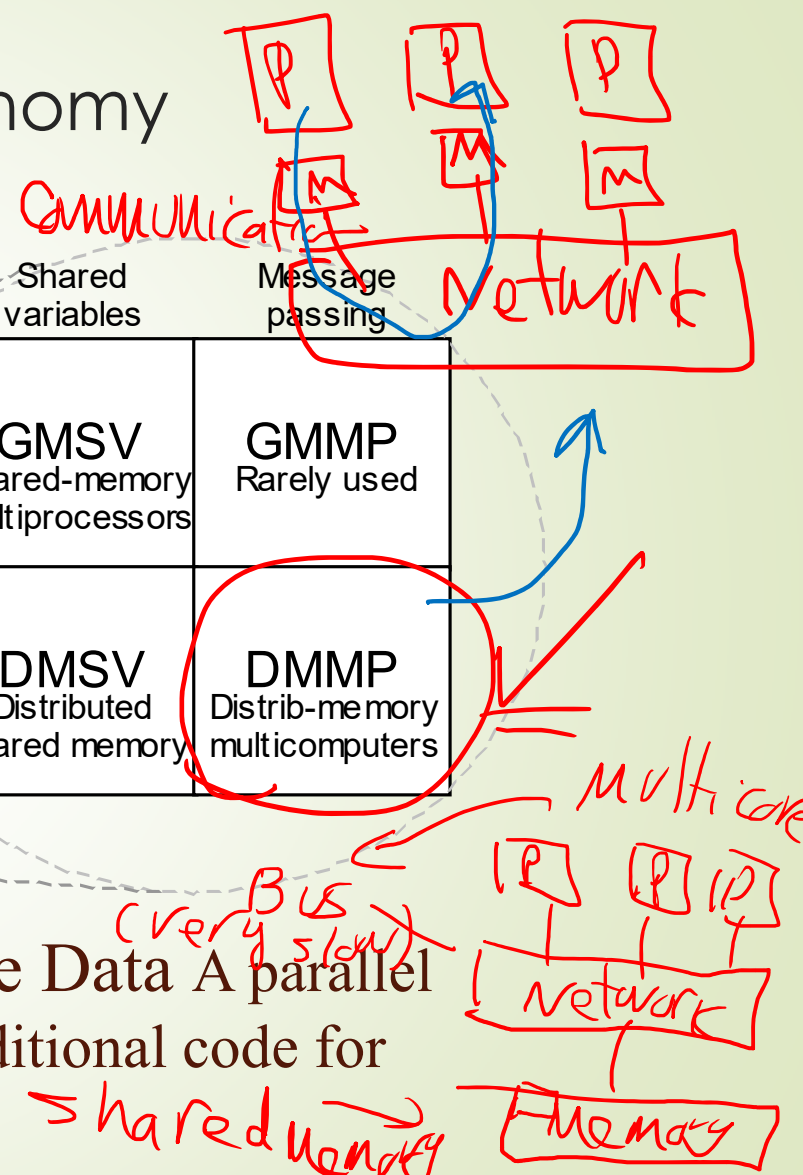 P P P
nomy
M M M
Communication
Shared
variables
Message
passing
Network
GMSV
ared-memory
ltiprocessors
GMMP
Rarely used
DMSV
Distributed
ared memory
DMMP
Distrib-memory
multicomputers
Multicore
P P P
Bus
(very slow)
e Data A parallel
Network
ditional code for
shared memory
Memory